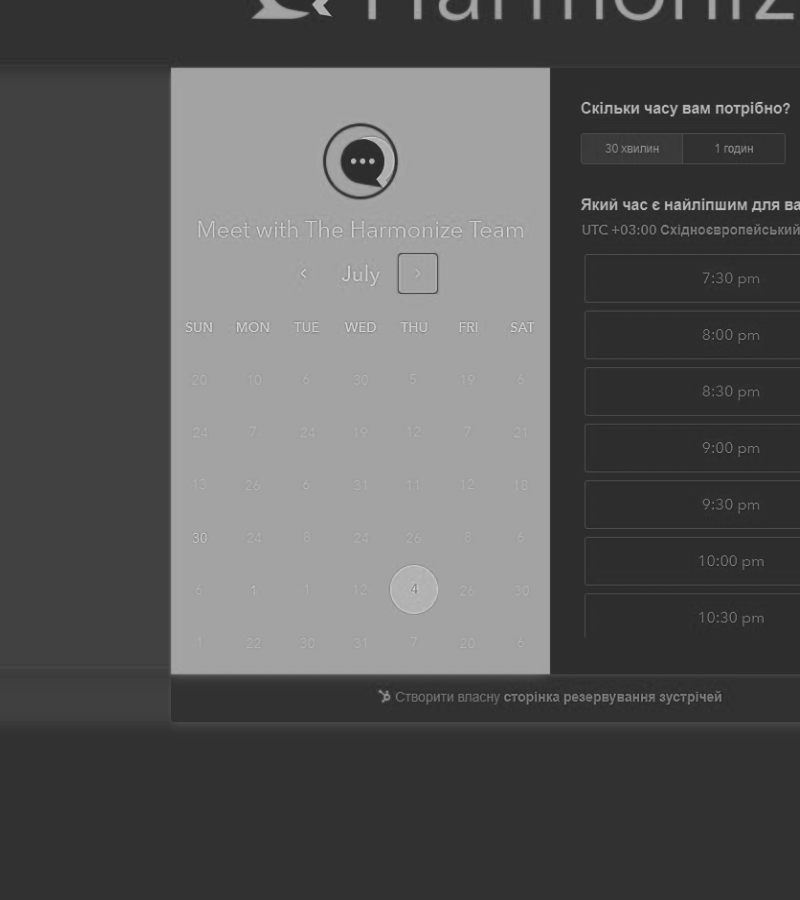 Harmoniz
Скільки часу вам потрібно?
30 хвилин 1 годин
Meet with The Harmonize Team
July
Який час є найліпшим для ва
UTC +03:00 Східноєвропейський
SUN MON TUE WED THU FRI SAT
20 10 6 30 5 19 6
24 7 24 19 12 7 21
13 26 6 31 11 12 18
30 24 8 24 26 8 6
6 1 1 12 4 26 30
1 22 30 31 7 20 6
7:30 pm
8:00 pm
8:30 pm
9:00 pm
9:30 pm
10:00 pm
10:30 pm
Створити власну сторінка резервування зустрічей